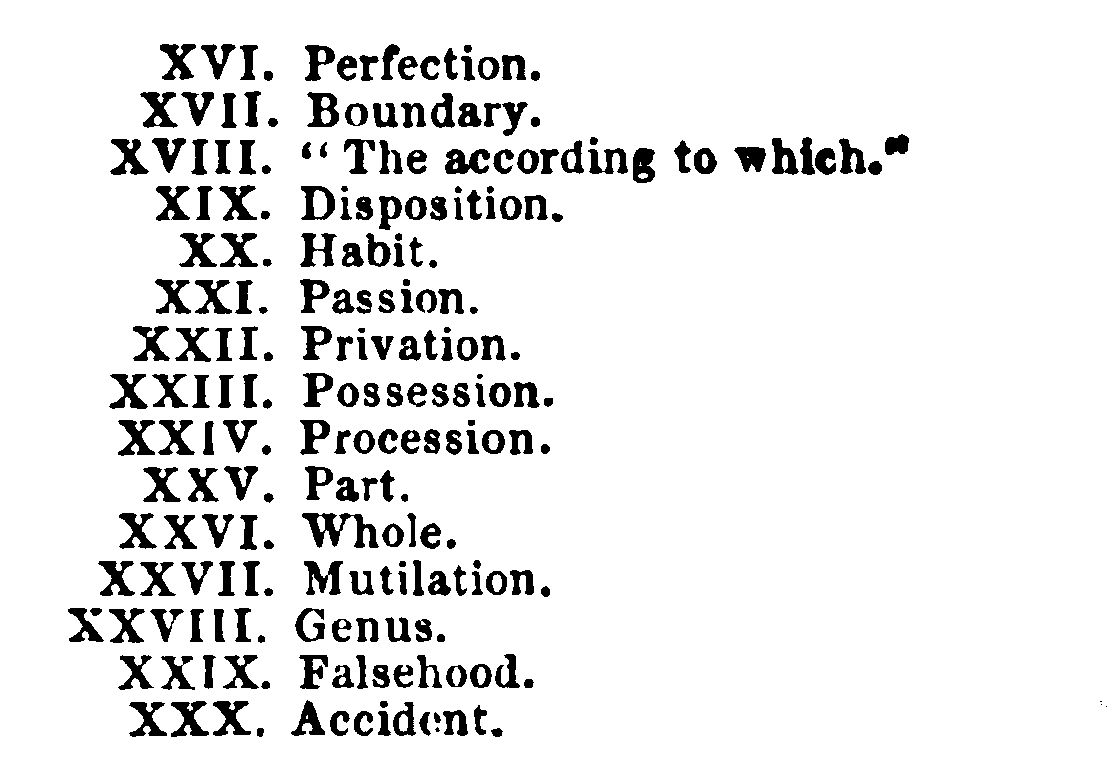 XVI. Perfection.
XVII. Boundary.
XVIII. “ The according to which.”
XIX. Disposition.
XX. Habit.
XXI. Passion.
XXII. Privation.
XXIII. Possession.
XXIV. Procession.
XXV. Part.
XXVI. Whole.
XXVII. Mutilation.
XXVIII. Genus.
XXIX. Falsehood.
XXX. Accident.